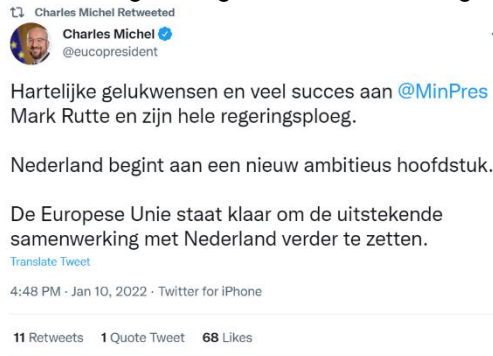 Charles Michel Retweeted
Charles Michel
@eucopresident
Hartelijke gelukwensen en veel succes aan @MinPres
Mark Rutte en zijn hele regeringsploeg.
Nederland begint aan een nieuw ambitieus hoofdstuk.
De Europese Unie staat klaar om de uitstekende
samenwerking met Nederland verder te zetten.
Translate Tweet
4:48 PM · Jan 10, 2022 · Twitter for iPhone
11 Retweets 1 Quote Tweet 68 Likes